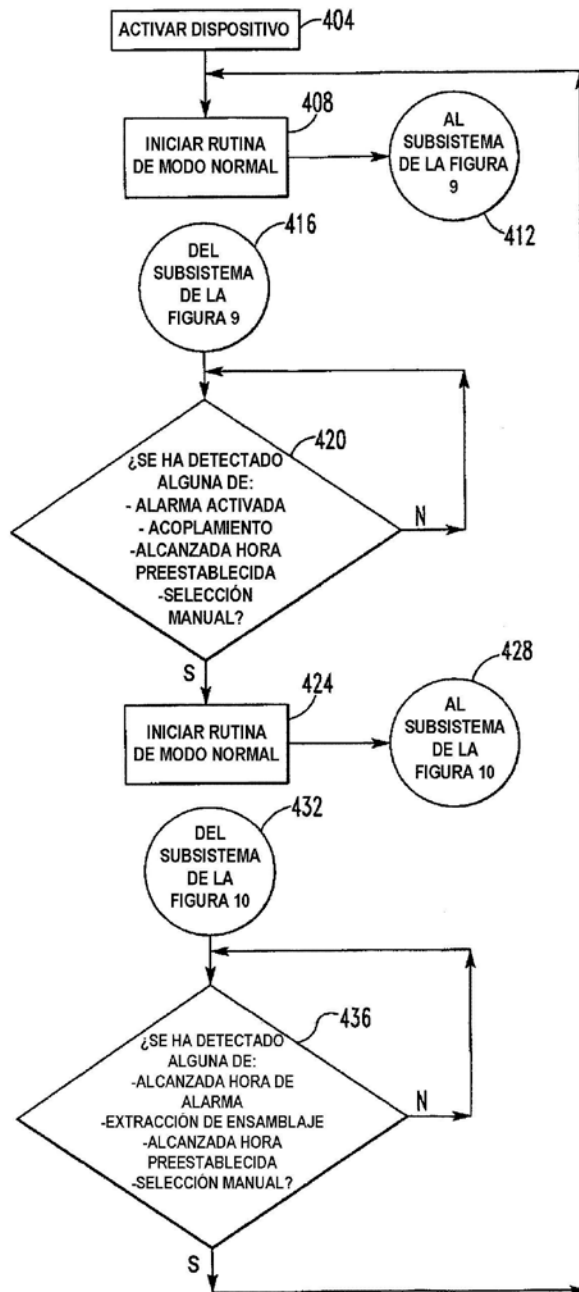 ACTIVAR DISPOSITIVO
404
408
INICIAR RUTINA
DE MODO NORMAL
AL
SUBSISTEMA
DE LA FIGURA
9
412
416
DEL
SUBSISTEMA
DE LA
FIGURA 9
420
¿SE HA DETECTADO
ALGUNA DE:
- ALARMA ACTIVADA
- ACOPLAMIENTO
-ALCANZADA HORA
PREESTABLECIDA
-SELECCIÓN
MANUAL?
N
S
424
INICIAR RUTINA
DE MODO NORMAL
428
AL
SUBSISTEMA
DE LA
FIGURA 10
432
DEL
SUBSISTEMA
DE LA
FIGURA 10
436
¿SE HA DETECTADO
ALGUNA DE:
-ALCANZADA HORA DE
ALARMA
-EXTRACCIÓN DE ENSAMBLAJE
-ALCANZADA HORA
PREESTABLECIDA
-SELECCIÓN MANUAL?
N
S